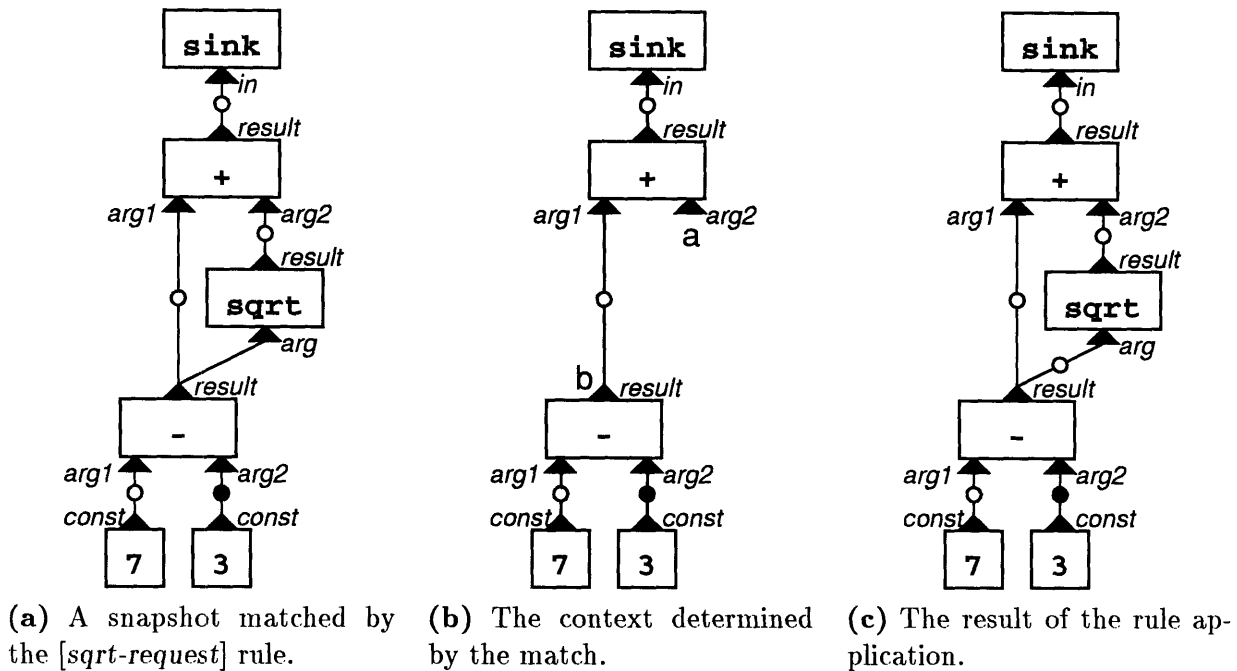 sink
in
result
+
arg1
arg2
result
sqrt
arg
result
-
arg1
arg2
const
const
7
3
(a) A snapshot matched by
the [sqrt-request] rule.
sink
in
result
+
arg1
arg2
a
b
result
-
arg1
arg2
const
const
7
3
(b) The context determined
by the match.
sink
in
result
+
arg1
arg2
result
sqrt
arg
result
-
arg1
arg2
const
const
7
3
(c) The result of the rule ap-
plication.